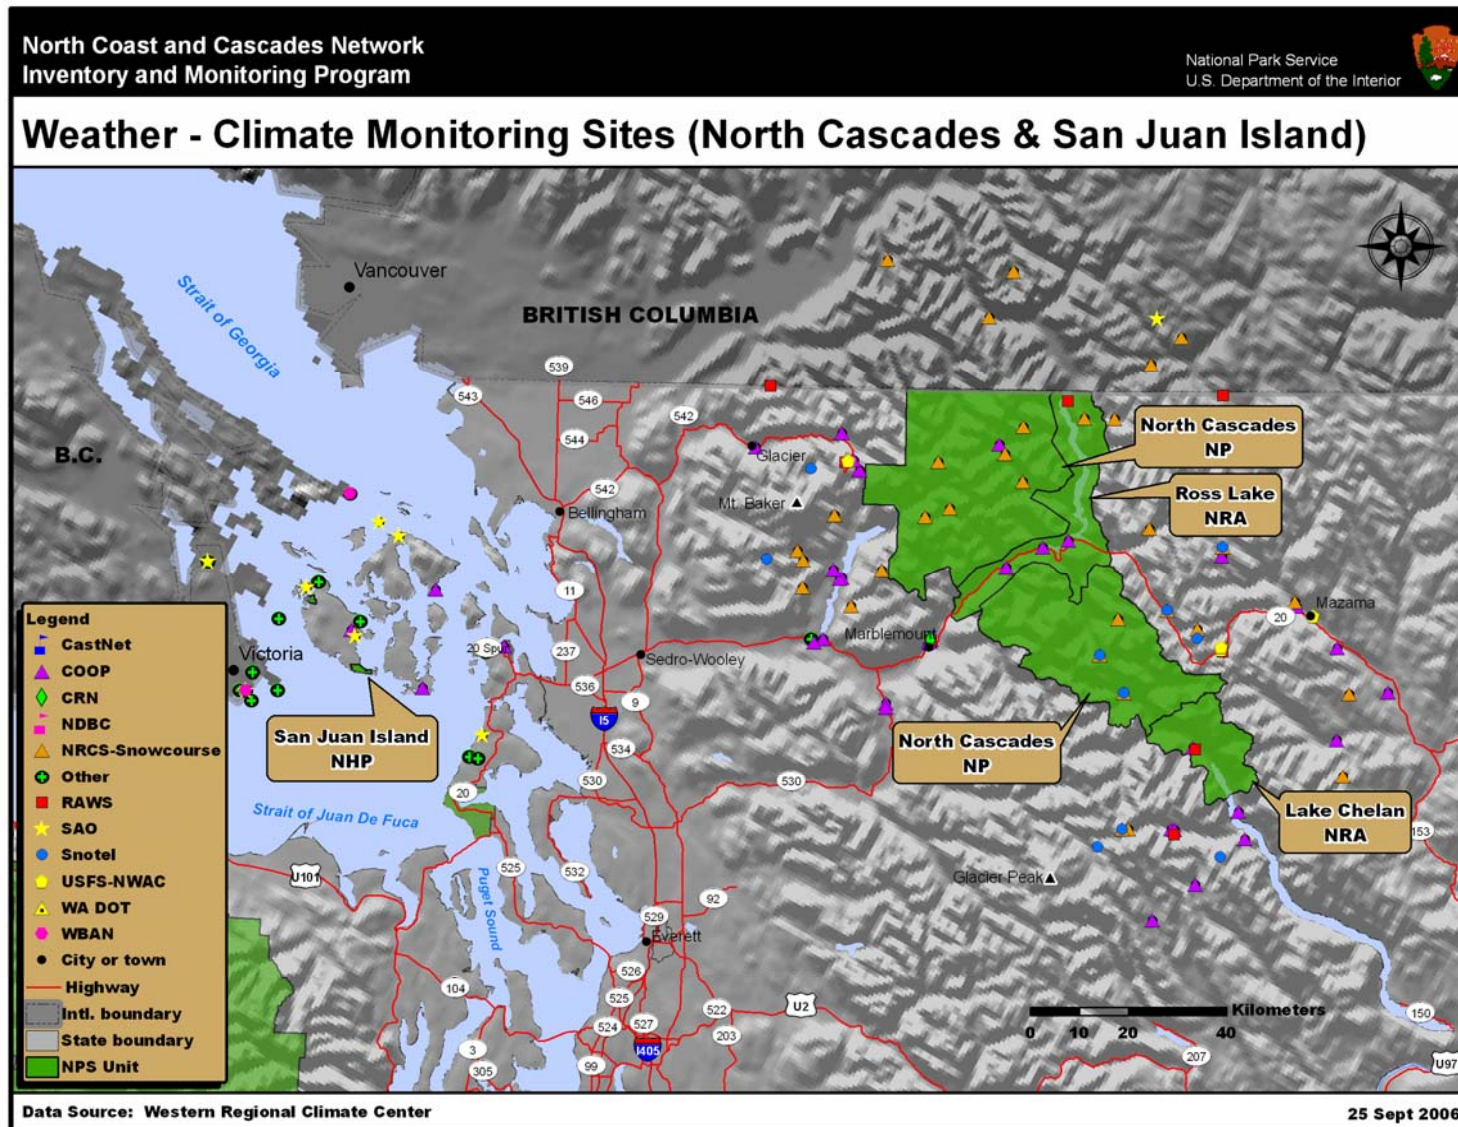 North Coast and Cascades Network
Inventory and Monitoring Program
National Park Service
U.S. Department of the Interior
Weather - Climate Monitoring Sites (North Cascades & San Juan Island)
Vancouver
Strait of Georgia
BRITISH COLUMBIA
539
543
546
542
544
B.C.
Glacier
North Cascades
NP
542
Mt. Baker
Ross Lake
NRA
Bellingham
11
Legend
CastNet
COOP
CRN
NDBC
NRCS-Snowcourse
Other
RAWS
SAO
Snotel
USFS-NWAC
WA DOT
WBAN
City or town
Highway
Intl. boundary
State boundary
NPS Unit
Victoria
20 Spur
237
Sedro-Wooley
Marblemount
20
Mazama
536
9
I5
San Juan Island
NHP
534
North Cascades
NP
530
530
20
Strait of Juan De Fuca
Lake Chelan
NRA
153
U101
525
532
Puget Sound
92
Glacier Peak
529
Everett
526
104
525
522
U2
524
527
203
Kilometers
0 10 20 40
150
3
305
99
I405
207
U97
Data Source: Western Regional Climate Center
25 Sept 2006